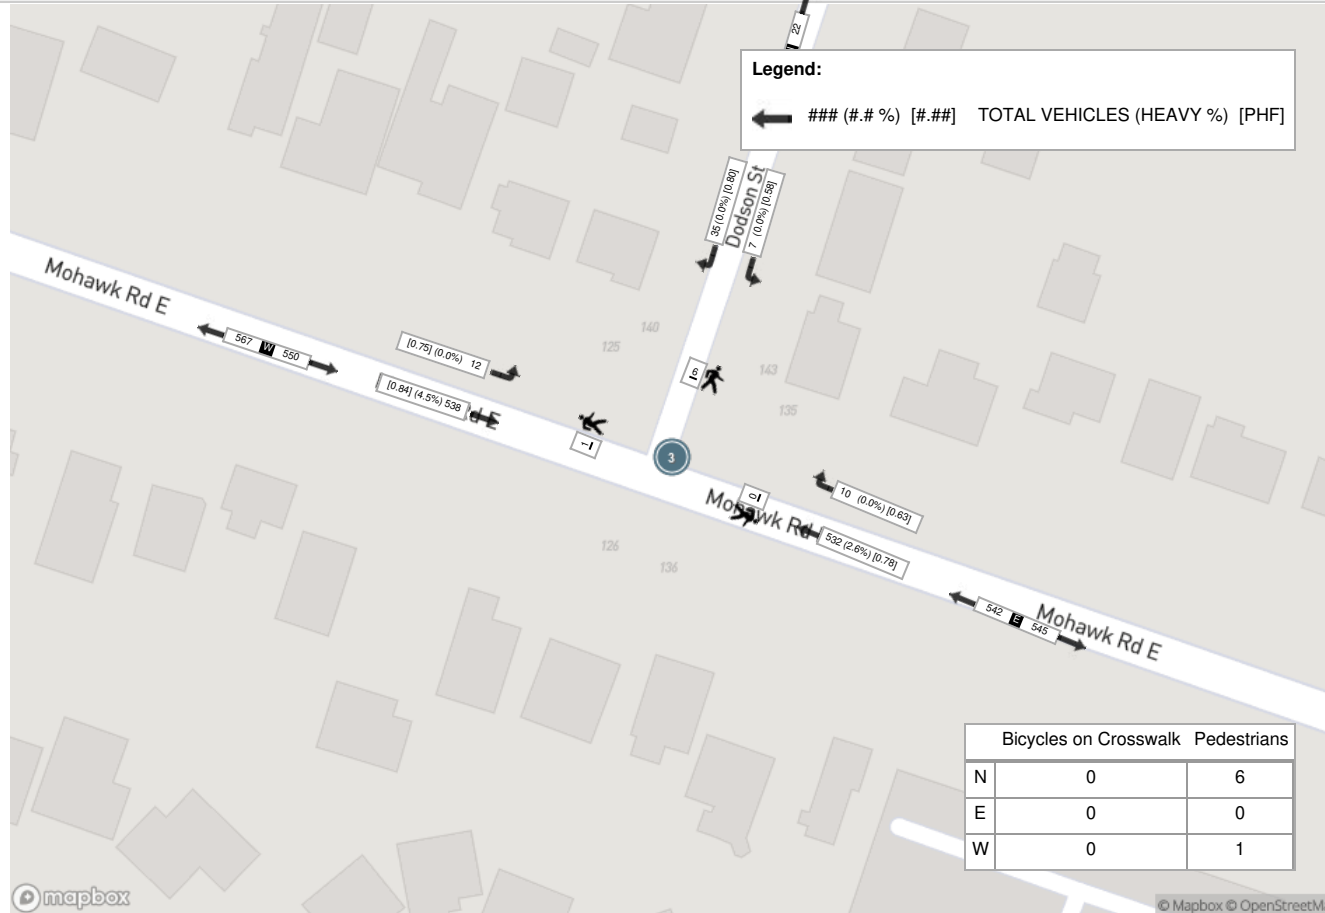 22
Legend:
### (#.# %) [#.##] TOTAL VEHICLES (HEAVY %) [PHF]
35 (0.0%) [0.80]
Dodson St
7 (0.0%) [0.58]
Mohawk Rd E
567 W 550
[0.75] (0.0%) 12
[0.84] (4.5%) 538
d E
140
125
143
135
6
1
3
0
Mohawk Rd
10 (0.0%) [0.63]
532 (2.6%) [0.78]
126
136
542 E 545
Mohawk Rd E
Bicycles on Crosswalk Pedestrians
N 0 6
E 0 0
W 0 1
mapbox
© Mapbox © OpenStreetM